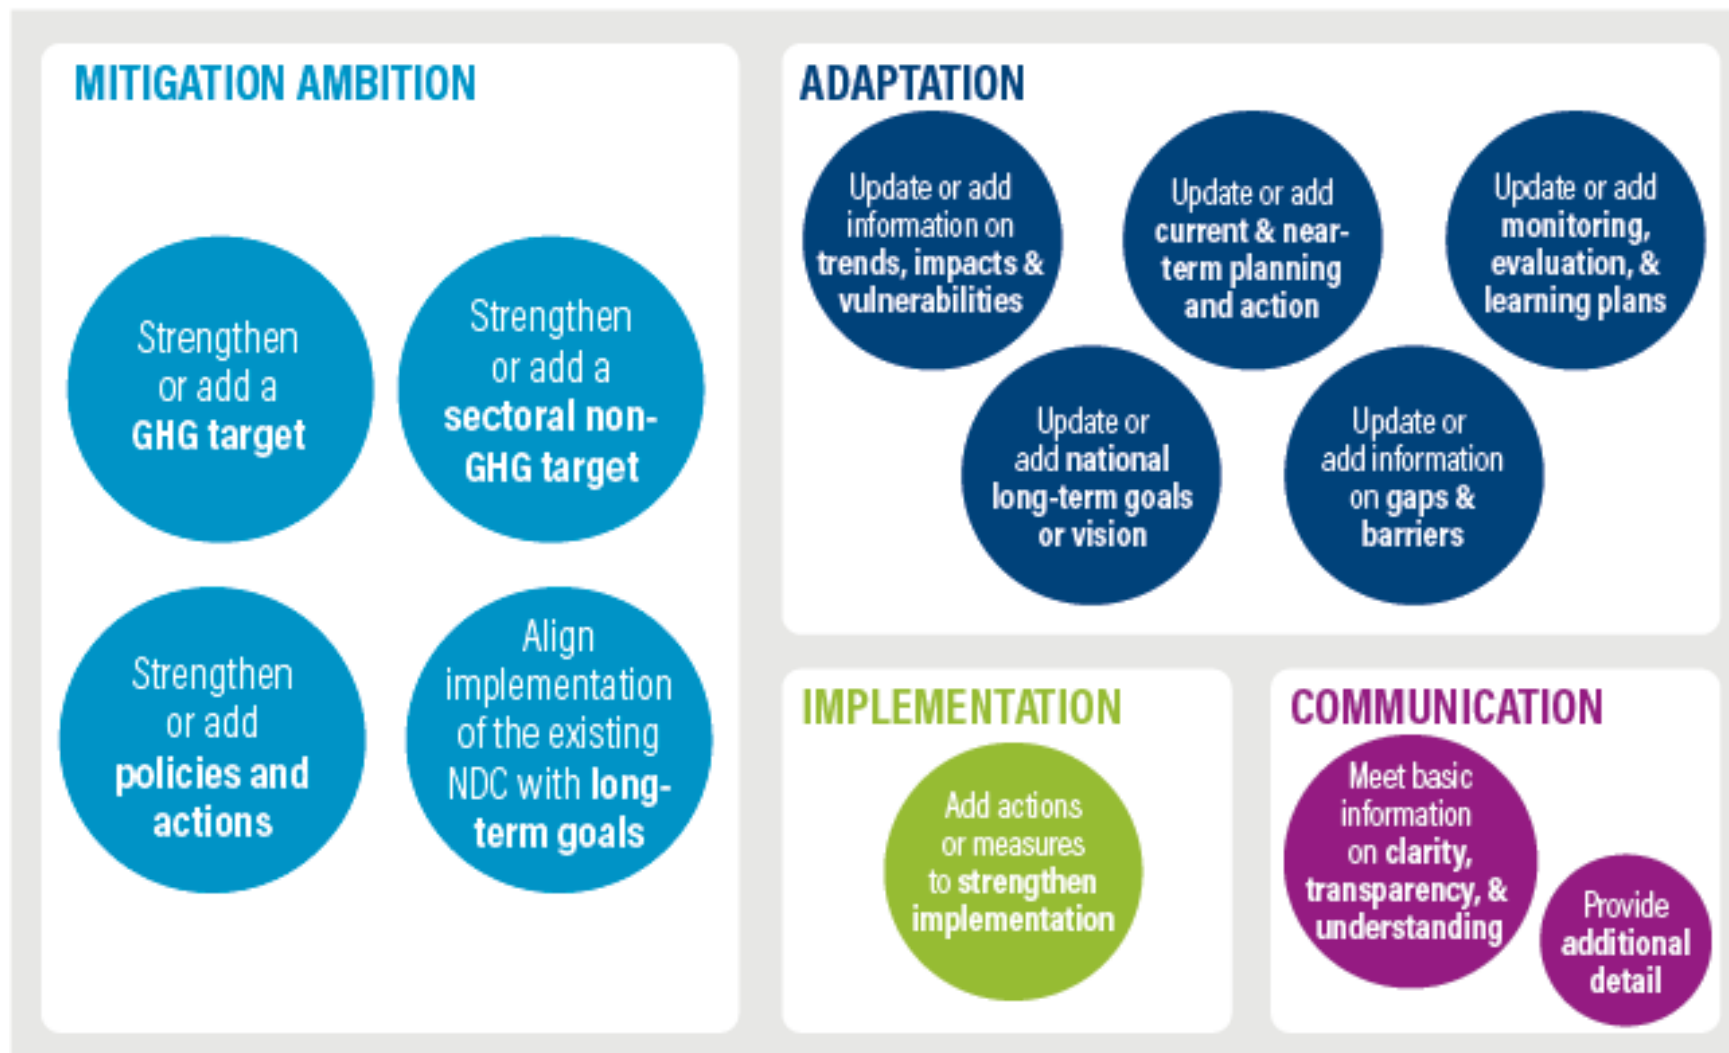 MITIGATION AMBITION
Strengthen
or add a
GHG target
Strengthen
or add a
sectoral non-
GHG target
Strengthen
or add
policies and
actions
Align
implementation
of the existing
NDC with long-
term goals
ADAPTATION
Update or add
information on
trends, impacts &
vulnerabilities
Update or add
current & near-
term planning
and action
Update or add
monitoring,
evaluation, &
learning plans
Update or
add national
long-term goals
or vision
Update or
add information
on gaps &
barriers
IMPLEMENTATION
Add actions
or measures
to strengthen
implementation
COMMUNICATION
Meet basic
information
on clarity,
transparency, &
understanding
Provide
additional
detail